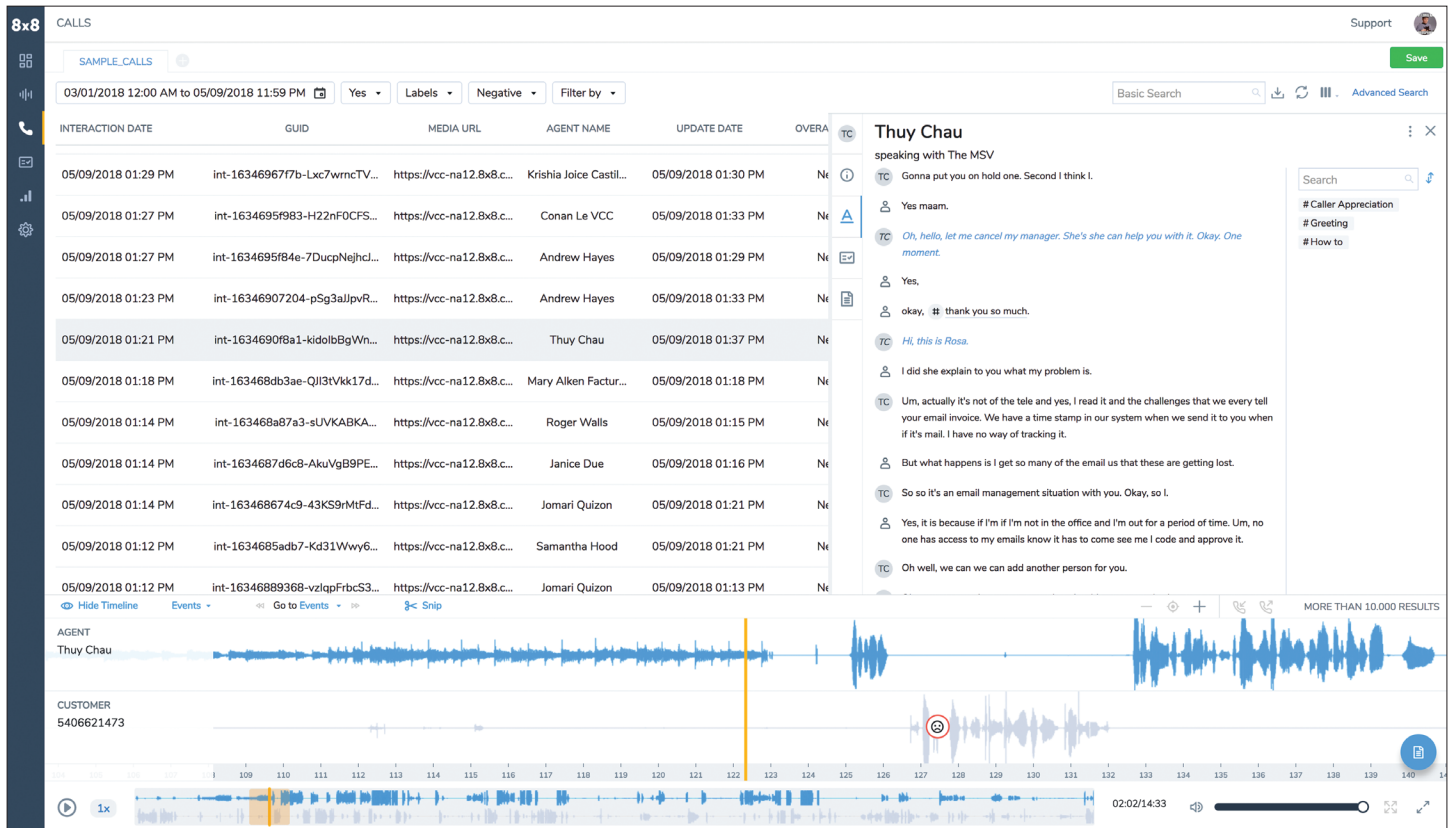 8x8
CALLS
Support
SAMPLE_CALLS
Save
03/01/2018 12:00 AM to 05/09/2018 11:59 PM
Yes
Labels
Negative
Filter by
Basic Search
Advanced Search
INTERACTION DATE GUID MEDIA URL AGENT NAME UPDATE DATE OVERA
05/09/2018 01:29 PM int-16346967f7b-Lxc7wrncTV... https://vcc-na12.8x8.c... Krishia Joice Castil... 05/09/2018 01:30 PM Ne
05/09/2018 01:27 PM int-1634695f983-H22nF0CFS... https://vcc-na12.8x8.c... Conan Le VCC 05/09/2018 01:33 PM Ne
05/09/2018 01:27 PM int-1634695f84e-7DucpNejhcJ... https://vcc-na12.8x8.c... Andrew Hayes 05/09/2018 01:29 PM Ne
05/09/2018 01:23 PM int-16346907204-pSg3aJJpvR... https://vcc-na12.8x8.c... Andrew Hayes 05/09/2018 01:33 PM Ne
05/09/2018 01:21 PM int-1634690f8a1-kidolbBgWn... https://vcc-na12.8x8.c... Thuy Chau 05/09/2018 01:37 PM Ne
05/09/2018 01:18 PM int-163468db3ae-QJI3tVkk17d... https://vcc-na12.8x8.c... Mary Alken Factur... 05/09/2018 01:18 PM Ne
05/09/2018 01:14 PM int-163468a87a3-sUVKABKA... https://vcc-na12.8x8.c... Roger Walls 05/09/2018 01:15 PM Ne
05/09/2018 01:14 PM int-1634687d6c8-AkuVgB9PE... https://vcc-na12.8x8.c... Janice Due 05/09/2018 01:16 PM Ne
05/09/2018 01:14 PM int-163468674c9-43KS9rMtFd... https://vcc-na12.8x8.c... Jomari Quizon 05/09/2018 01:21 PM Ne
05/09/2018 01:12 PM int-1634685adb7-Kd31Wwy6... https://vcc-na12.8x8.c... Samantha Hood 05/09/2018 01:21 PM Ne
05/09/2018 01:12 PM int-16346889368-vzlqpFrbcS3... https://vcc-na12.8x8.c... Jomari Quizon 05/09/2018 01:13 PM Ne
TC
Thuy Chau
speaking with The MSV
TC Gonna put you on hold one. Second I think I.
Yes maam.
TC Oh, hello, let me cancel my manager. She's she can help you with it. Okay. One
moment.
Yes,
okay, # thank you so much.
TC Hi, this is Rosa.
I did she explain to you what my problem is.
TC Um, actually it's not of the tele and yes, I read it and the challenges that we every tell
your email invoice. We have a time stamp in our system when we send it to you when
if it's mail. I have no way of tracking it.
But what happens is I get so many of the email us that these are getting lost.
TC So so it's an email management situation with you. Okay, so I.
Yes, it is because if I'm if I'm not in the office and I'm out for a period of time. Um, no
one has access to my emails know it has to come see me I code and approve it.
TC Oh well, we can we can add another person for you.
Search
# Caller Appreciation
# Greeting
# How to
Hide Timeline
Events
Go to Events
Snip
MORE THAN 10.000 RESULTS
AGENT
Thuy Chau
CUSTOMER
5406621473
109 110 111 112 113 114 115 116 117 118 119 120 121 122 123 124 125 126 127 128 129 130 131 132 133 134 135 136 137 138 139 140
1x
02:02/14:33